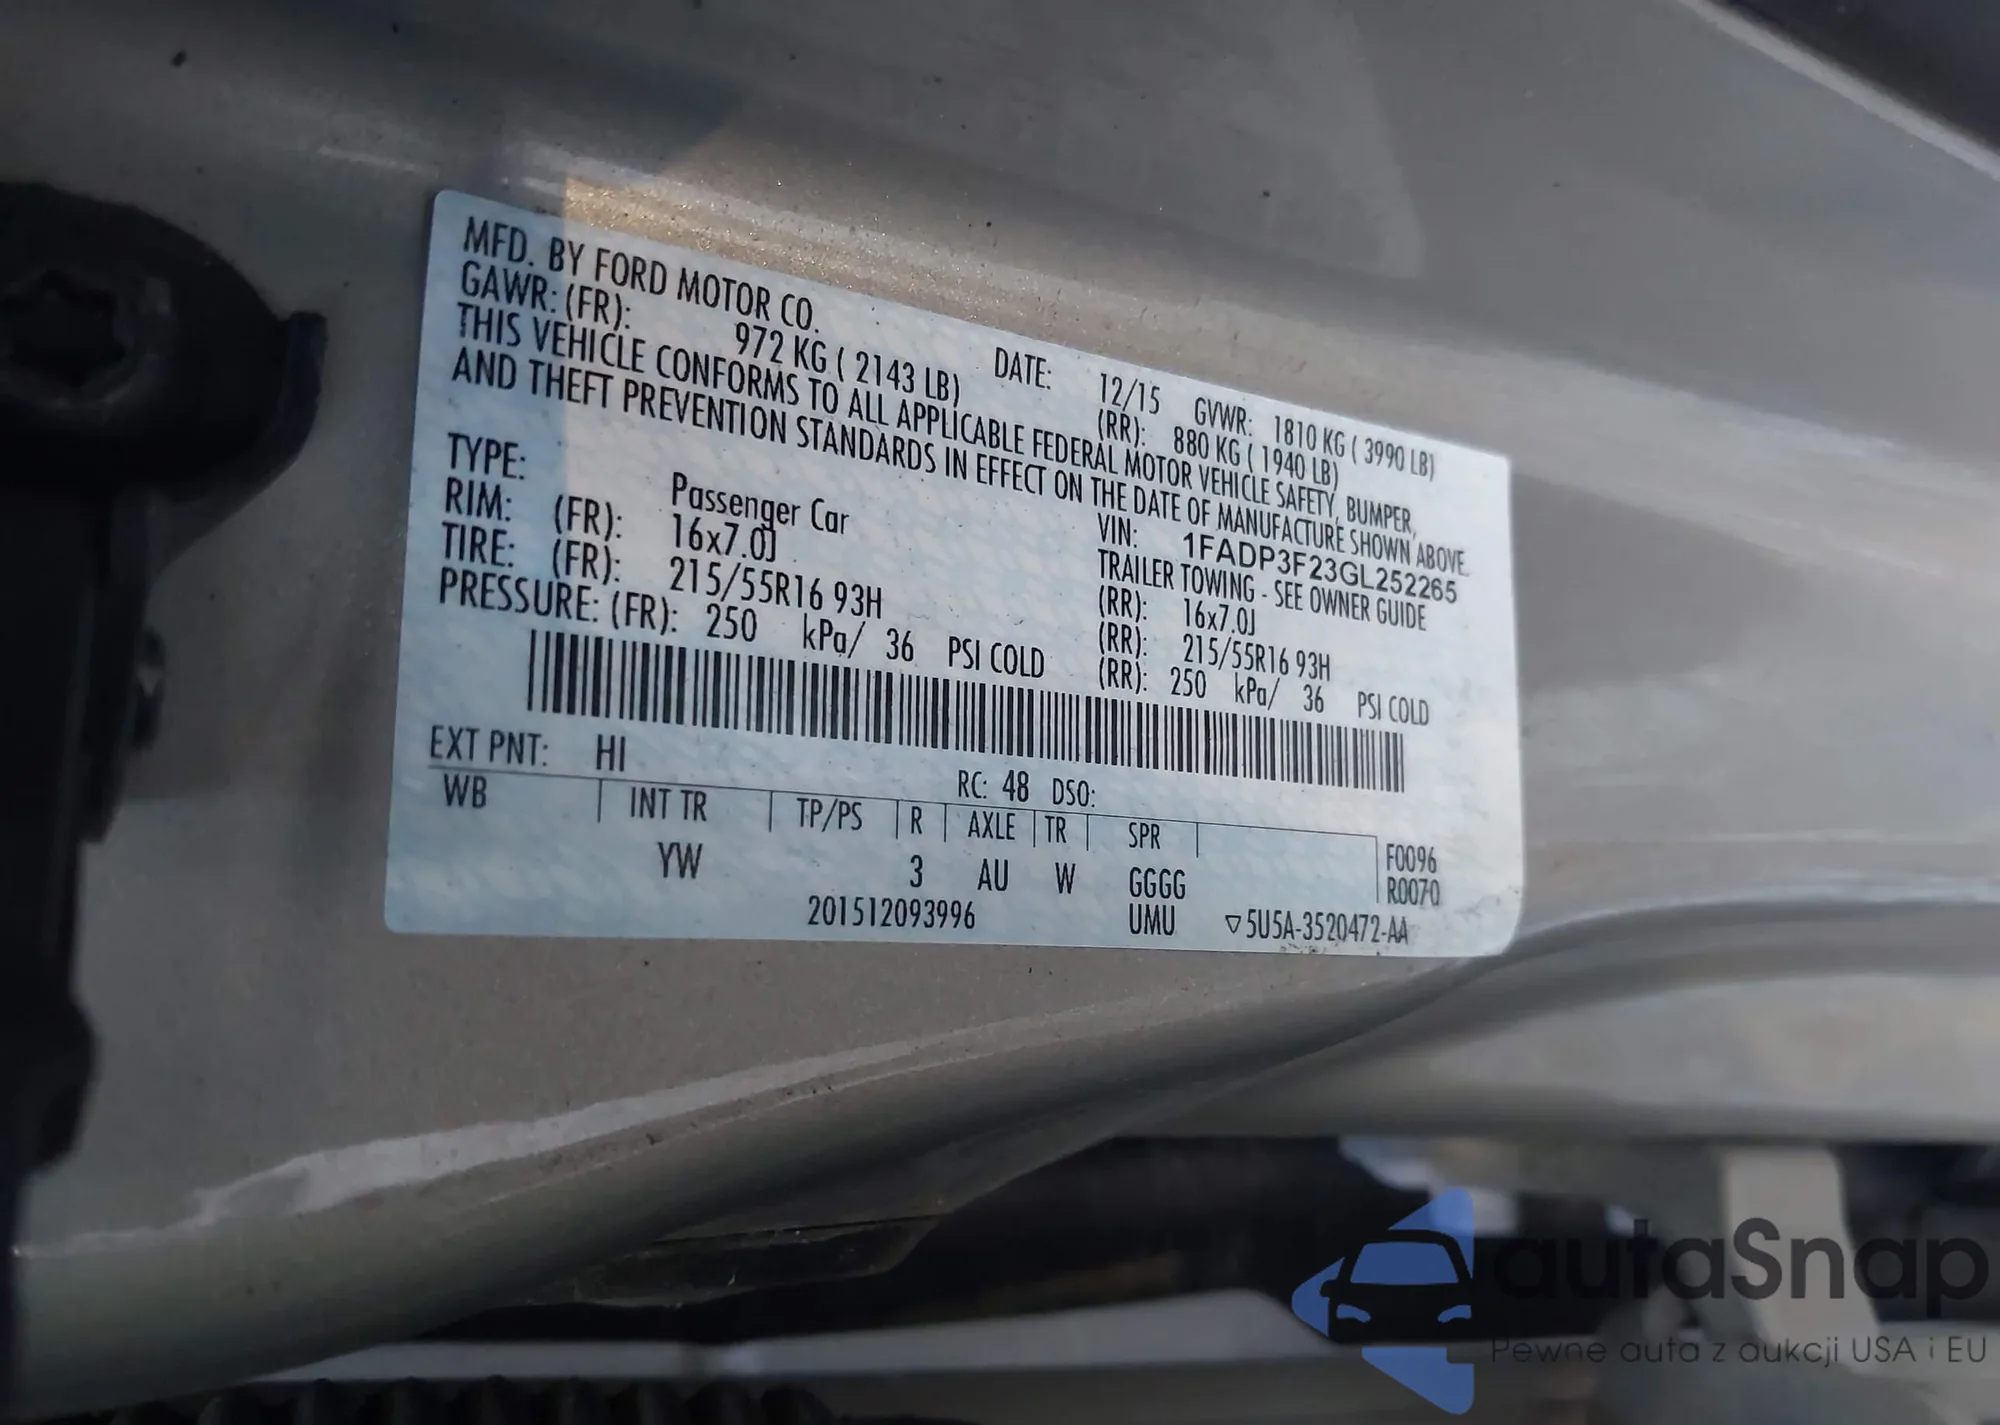 MFD. BY FORD MOTOR CO. DATE: 12/15 GVWR: 1810 KG ( 3990 LB)
GAWR: (FR): 972 KG ( 2143 LB) (RR): 880 KG ( 1940 LB)
THIS VEHICLE CONFORMS TO ALL APPLICABLE FEDERAL MOTOR VEHICLE SAFETY, BUMPER,
AND THEFT PREVENTION STANDARDS IN EFFECT ON THE DATE OF MANUFACTURE SHOWN ABOVE.
VIN: 1FADP3F23GL252265
TYPE: Passenger Car TRAILER TOWING - SEE OWNER GUIDE
RIM: (FR): 16x7.0J (RR): 16x7.0J
TIRE: (FR): 215/55R16 93H (RR): 215/55R16 93H
PRESSURE: (FR): 250 kPa/ 36 PSI COLD (RR): 250 kPa/ 36 PSI COLD
EXT PNT: HI RC: 48 DSO:
WB INT TR TP/PS R AXLE TR SPR F0096
YW 3 AU W GGGG R0070
201512093996 UMU ▽5U5A-3520472-AA
autaSnap
Pewne auta z aukcji USA i EU